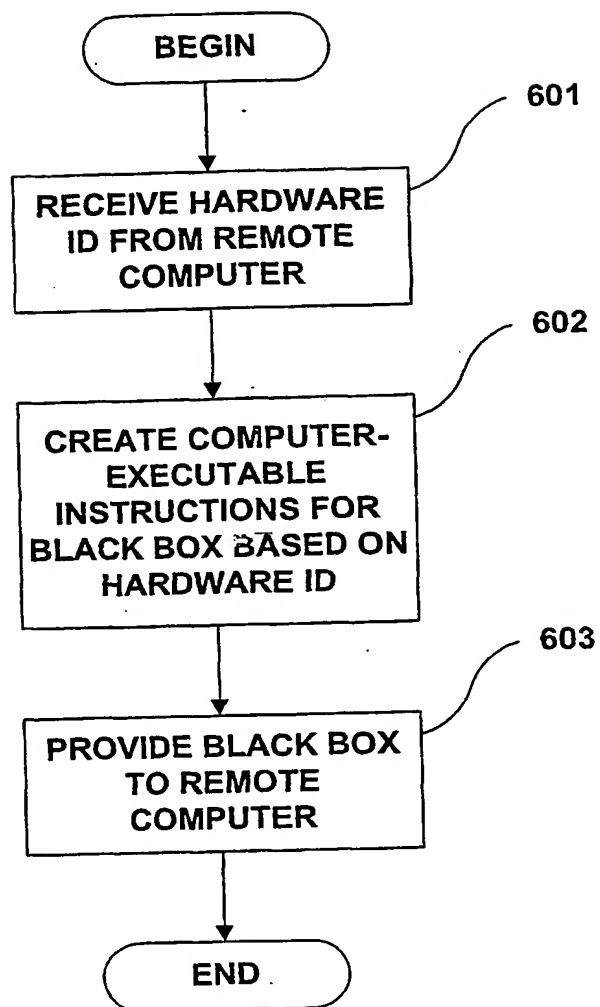 BEGIN
601
RECEIVE HARDWARE
ID FROM REMOTE
COMPUTER
602
CREATE COMPUTER-
EXECUTABLE
INSTRUCTIONS FOR
BLACK BOX BASED ON
HARDWARE ID
603
PROVIDE BLACK BOX
TO REMOTE
COMPUTER
END